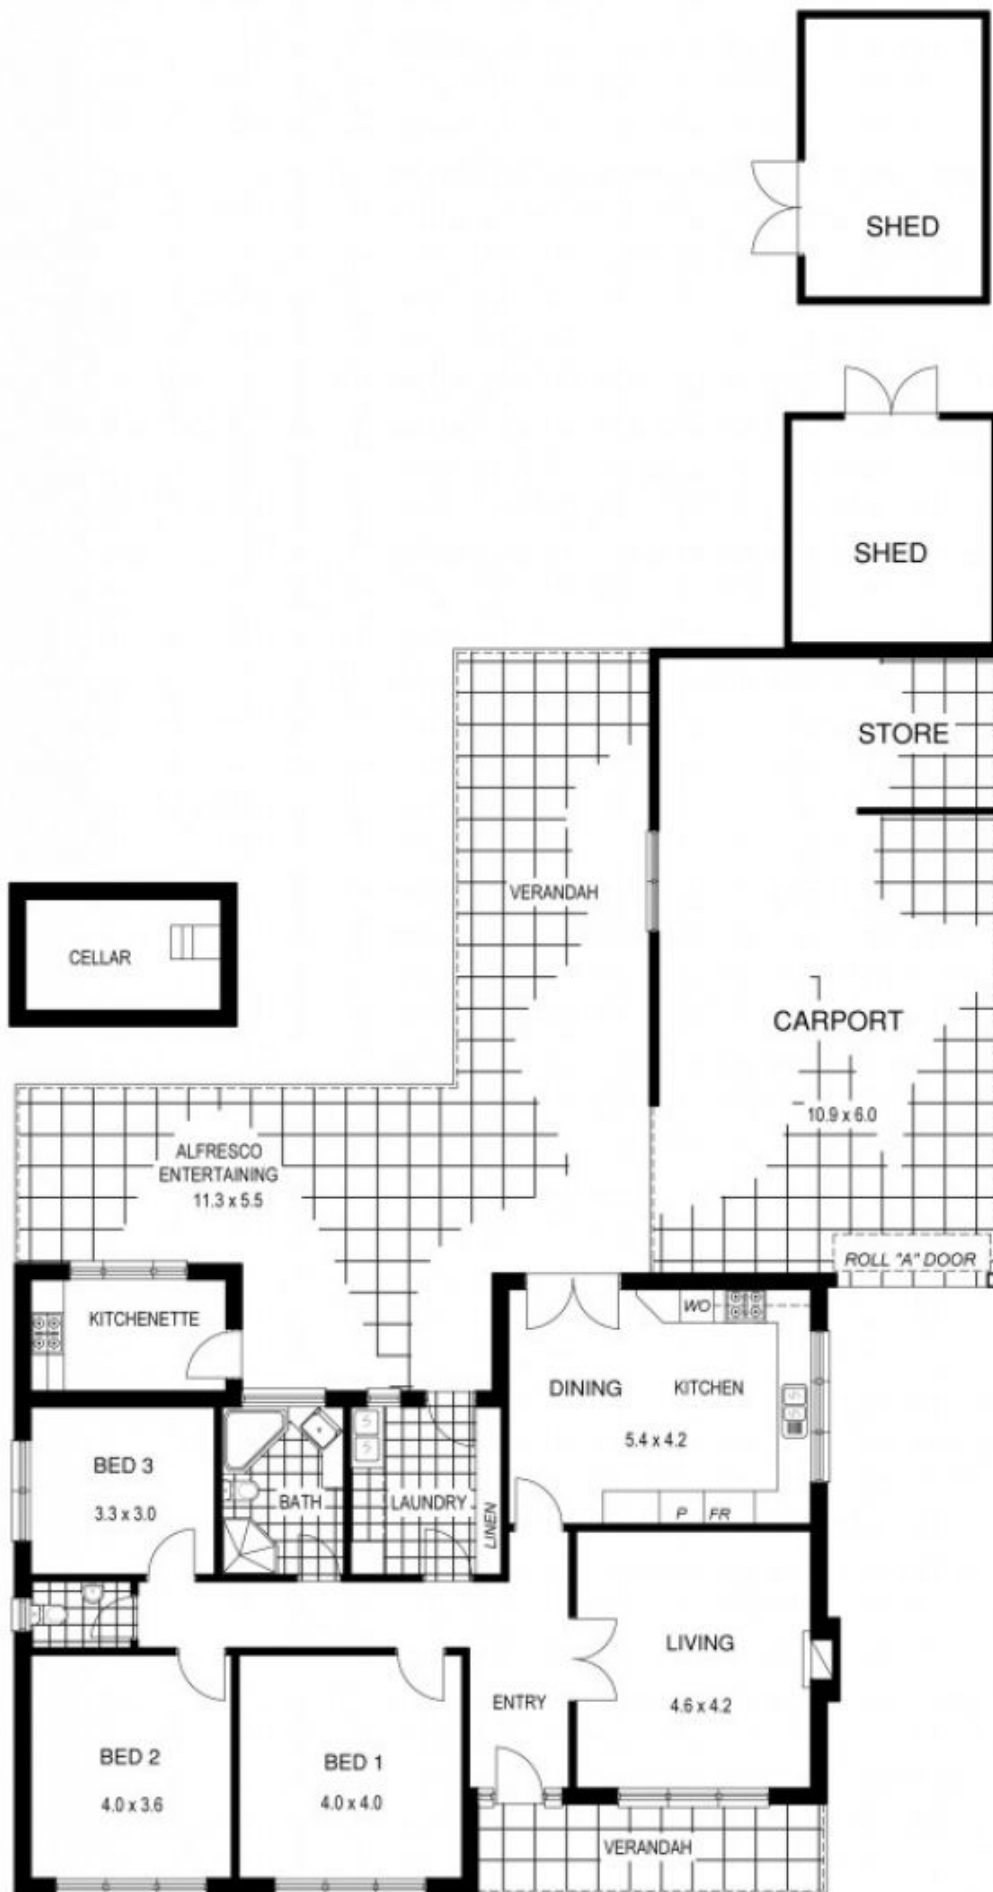 SHED
SHED
STORE
VERANDAH
CELLAR
CARPORT
10.9 x 6.0
ALFRESCO
ENTERTAINING
11.3 x 5.5
ROLL "A" DOOR
KITCHENETTE
WO
DINING
KITCHEN
5.4 x 4.2
BED 3
3.3 x 3.0
BATH
LAUNDRY
LINEN
P
FR
LIVING
4.6 x 4.2
ENTRY
BED 2
4.0 x 3.6
BED 1
4.0 x 4.0
VERANDAH